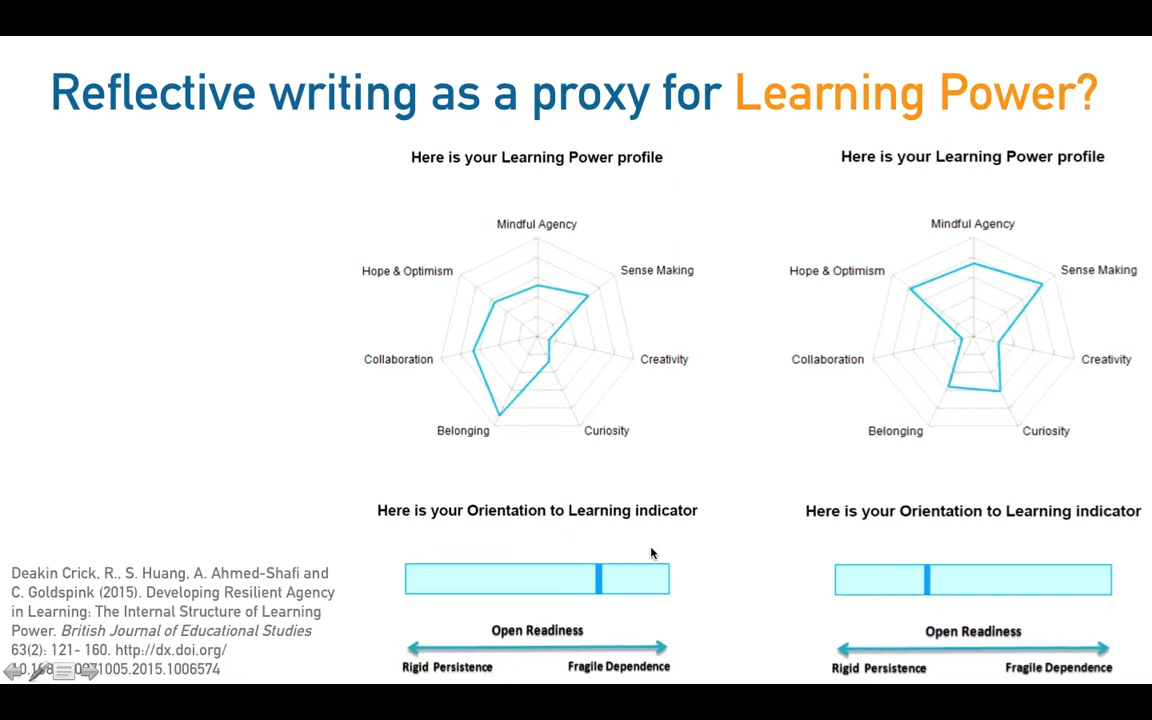 Reflective writing as a proxy for Learning Power?
Here is your Learning Power profile
Mindful Agency
Hope & Optimism
Sense Making
Collaboration
Creativity
Belonging
Curiosity
Here is your Orientation to Learning indicator
Open Readiness
Rigid Persistence
Fragile Dependence
Here is your Learning Power profile
Mindful Agency
Hope & Optimism
Sense Making
Collaboration
Creativity
Belonging
Curiosity
Here is your Orientation to Learning indicator
Open Readiness
Rigid Persistence
Fragile Dependence
Deakin Crick, R., S. Huang, A. Ahmed-Shafi and
C. Goldspink (2015). Developing Resilient Agency
in Learning: The Internal Structure of Learning
Power. British Journal of Educational Studies
63(2): 121- 160. http://dx.doi.org/
1005.2015.1006574